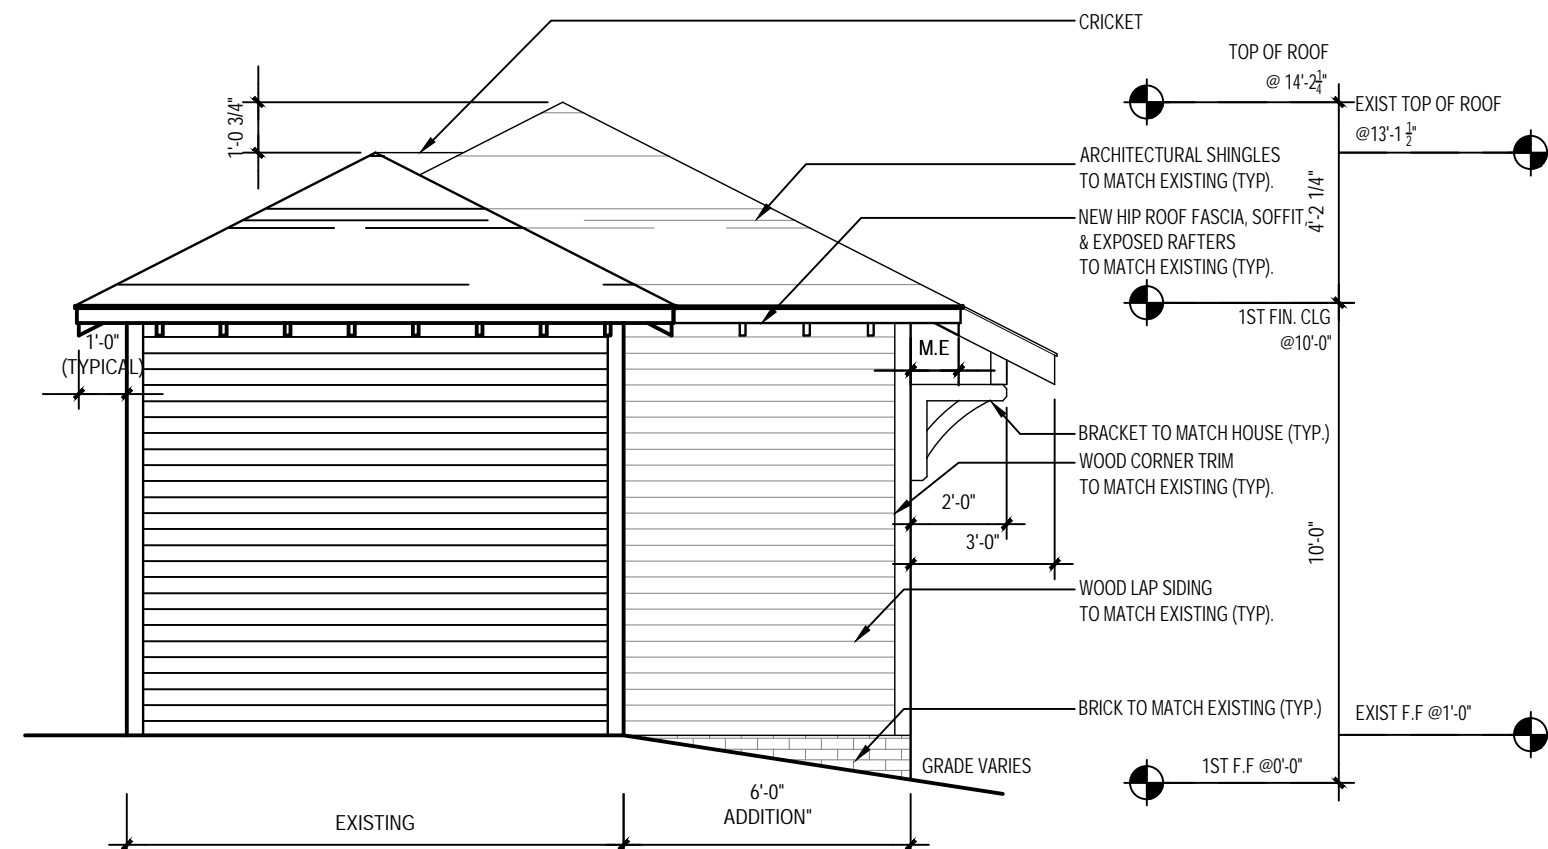 CRICKET
TOP OF ROOF
@ 14'-2 1/4"
EXIST TOP OF ROOF
@13'-1 1/2"
1'-0 3/4"
ARCHITECTURAL SHINGLES
TO MATCH EXISTING (TYP).
4'-2 1/4"
NEW HIP ROOF FASCIA, SOFFIT,
& EXPOSED RAFTERS
TO MATCH EXISTING (TYP).
1ST FIN. CLG
@10'-0"
1'-0"
(TYPICAL)
M.E
BRACKET TO MATCH HOUSE (TYP.)
WOOD CORNER TRIM
TO MATCH EXISTING (TYP).
2'-0"
3'-0"
10'-0"
WOOD LAP SIDING
TO MATCH EXISTING (TYP).
BRICK TO MATCH EXISTING (TYP.)
EXIST F.F @1'-0"
GRADE VARIES
1ST F.F @0'-0"
6'-0"
ADDITION"
EXISTING